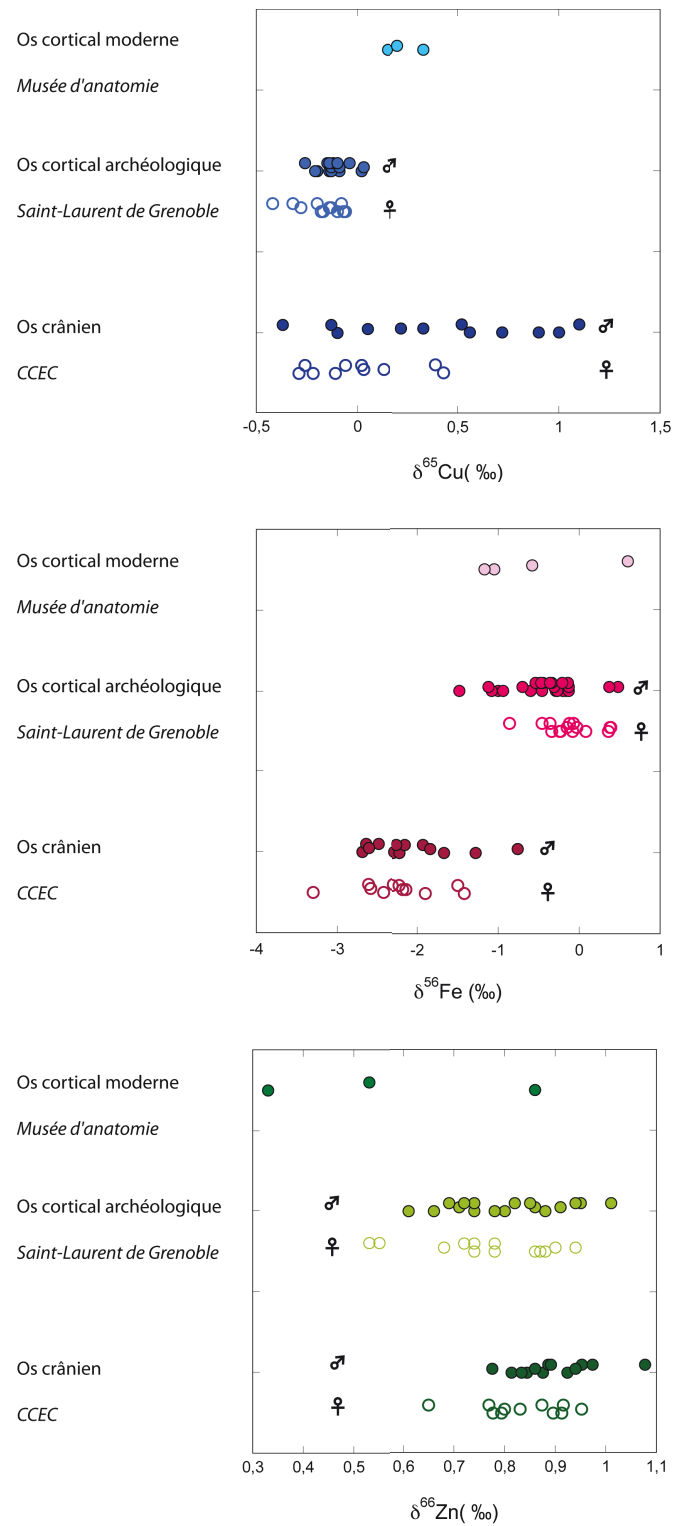 Os cortical moderne
Musée d'anatomie
Os cortical archéologique
♂
Saint-Laurent de Grenoble
♀
Os crânien
♂
CCEC
♀
-0,5 0 0,5 1 1,5
δ65Cu( ‰)
Os cortical moderne
Musée d'anatomie
Os cortical archéologique
♂
Saint-Laurent de Grenoble
♀
Os crânien
♂
CCEC
♀
-4 -3 -2 -1 0 1
δ56Fe (‰)
Os cortical moderne
Musée d'anatomie
Os cortical archéologique
♂
Saint-Laurent de Grenoble
♀
Os crânien
♂
CCEC
♀
0,3 0,4 0,5 0,6 0,7 0,8 0,9 1 1,1
δ66Zn( ‰)